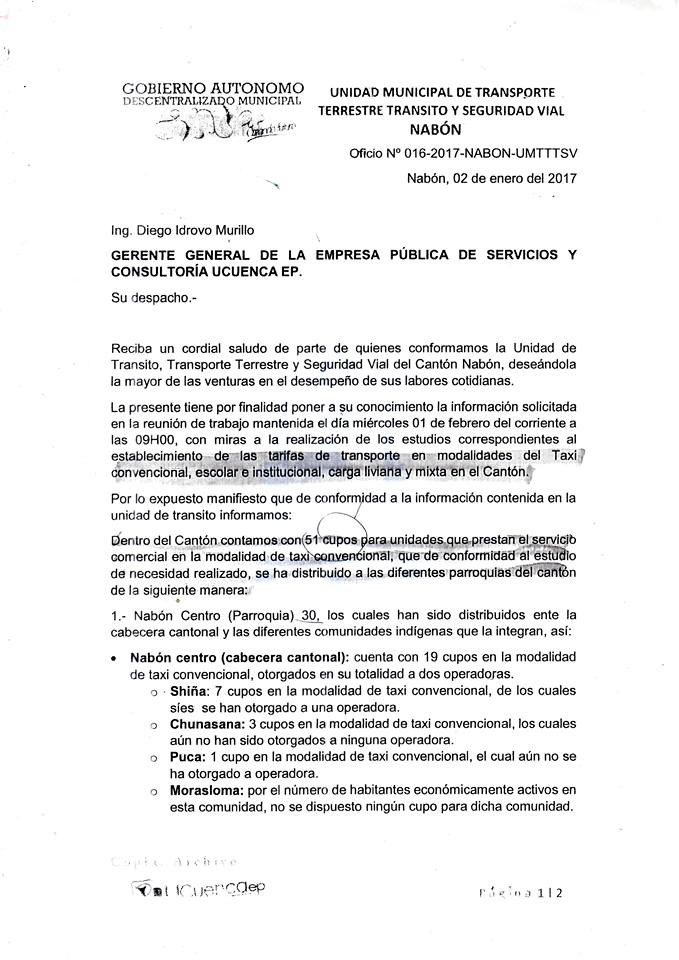 GOBIERNO AUTONOMO
DESCENTRALIZADO MUNICIPAL
UNIDAD MUNICIPAL DE TRANSPORTE
TERRESTRE TRANSITO Y SEGURIDAD VIAL
NABÓN
Oficio Nº 016-2017-NABON-UMTTTSV
Nabón, 02 de enero del 2017
Ing. Diego Idrovo Murillo
GERENTE GENERAL DE LA EMPRESA PÚBLICA DE SERVICIOS Y
CONSULTORÍA UCUENCA EP.
Su despacho.-
Reciba un cordial saludo de parte de quienes conformamos la Unidad de
Transito, Transporte Terrestre y Seguridad Vial del Cantón Nabón, deseándola
la mayor de las venturas en el desempeño de sus labores cotidianas.
La presente tiene por finalidad poner a su conocimiento la información solicitada
en la reunión de trabajo mantenida el día miércoles 01 de febrero del corriente a
las 09H00, con miras a la realización de los estudios correspondientes al
establecimiento de las tarifas de transporte en modalidades del Taxi
convencional, escolar e institucional, carga liviana y mixta en el Cantón.
Por lo expuesto manifiesto que de conformidad a la información contenida en la
unidad de transito informamos:
Dentro del Cantón contamos con 51 cupos para unidades que prestan el servicio
comercial en la modalidad de taxi convencional, que de conformidad al estudio
de necesidad realizado, se ha distribuido a las diferentes parroquias del cantón
de la siguiente manera:
1.- Nabón Centro (Parroquia) 30, los cuales han sido distribuidos ente la
cabecera cantonal y las diferentes comunidades indígenas que la integran, así:
• Nabón centro (cabecera cantonal): cuenta con 19 cupos en la modalidad
de taxi convencional, otorgados en su totalidad a dos operadoras.
o Shiña: 7 cupos en la modalidad de taxi convencional, de los cuales
síes se han otorgado a una operadora.
o Chunasana: 3 cupos en la modalidad de taxi convencional, los cuales
aún no han sido otorgados a ninguna operadora.
o Puca: 1 cupo en la modalidad de taxi convencional, el cual aún no se
ha otorgado a operadora.
o Morasloma: por el número de habitantes económicamente activos en
esta comunidad, no se dispuesto ningún cupo para dicha comunidad.
Copia. Archivo
ucuencaep
Página 1|2